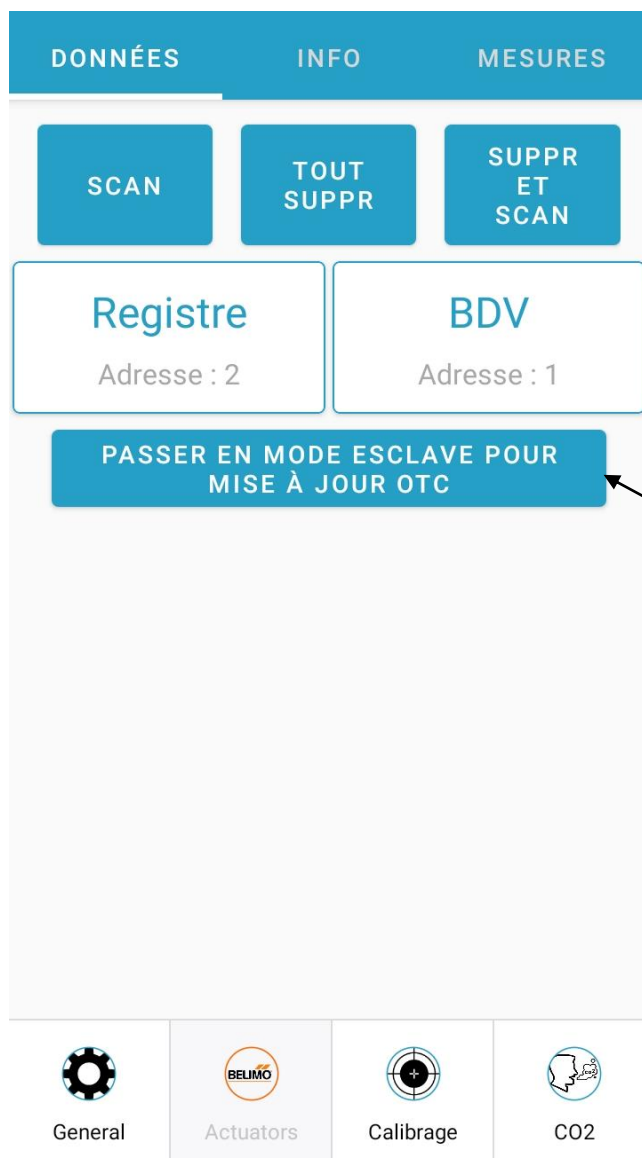 DONNÉES INFO MESURES
SCAN
TOUT
SUPPR
SUPPR
ET
SCAN
Registre
Adresse : 2
BDV
Adresse : 1
PASSER EN MODE ESCLAVE POUR
MISE À JOUR OTC
BELIMO
CO2
General Actuators Calibrage CO2